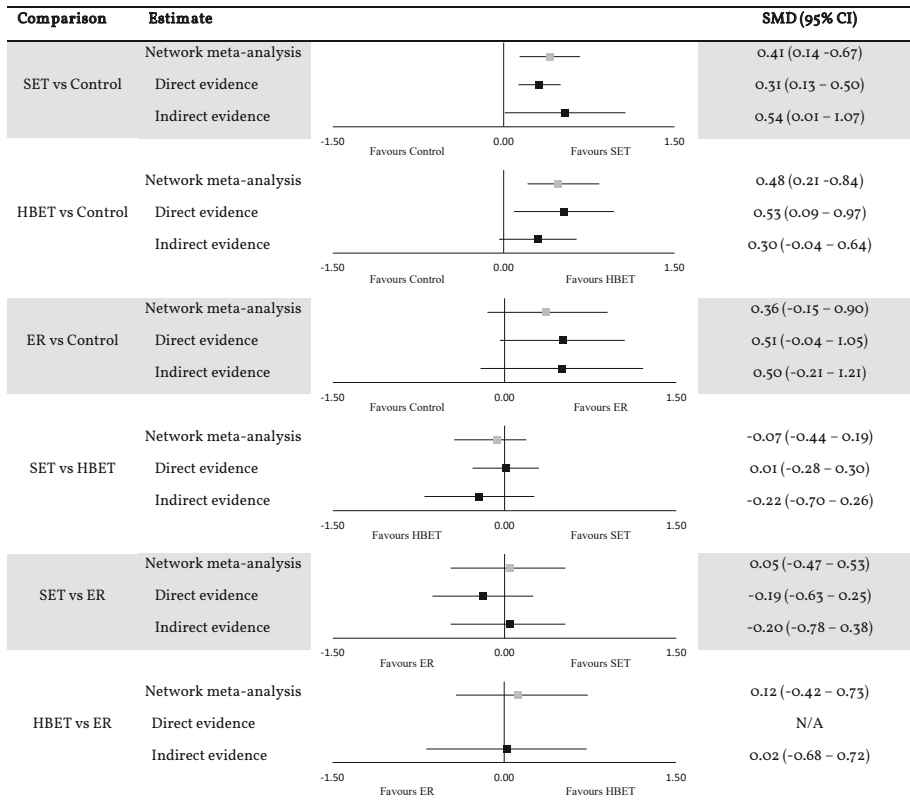 Comparison Estimate SMD (95% CI)
Network meta-analysis 0.41 (0.14 -0.67)
SET vs Control Direct evidence 0.31 (0.13 – 0.50)
Indirect evidence 0.54 (0.01 – 1.07)
-1.50 0.00 1.50
Favours Control Favours SET
Network meta-analysis 0.48 (0.21 -0.84)
HBET vs Control Direct evidence 0.53 (0.09 – 0.97)
Indirect evidence 0.30 (-0.04 – 0.64)
-1.50 0.00 1.50
Favours Control Favours HBET
Network meta-analysis 0.36 (-0.15 – 0.90)
ER vs Control Direct evidence 0.51 (-0.04 – 1.05)
Indirect evidence 0.50 (-0.21 – 1.21)
-1.50 0.00 1.50
Favours Control Favours ER
Network meta-analysis -0.07 (-0.44 – 0.19)
SET vs HBET Direct evidence 0.01 (-0.28 – 0.30)
Indirect evidence -0.22 (-0.70 – 0.26)
-1.50 0.00 1.50
Favours HBET Favours SET
Network meta-analysis 0.05 (-0.47 – 0.53)
SET vs ER Direct evidence -0.19 (-0.63 – 0.25)
Indirect evidence -0.20 (-0.78 – 0.38)
-1.50 0.00 1.50
Favours ER Favours SET
Network meta-analysis 0.12 (-0.42 – 0.73)
HBET vs ER Direct evidence N/A
Indirect evidence 0.02 (-0.68 – 0.72)
-1.50 0.00 1.50
Favours ER Favours HBET